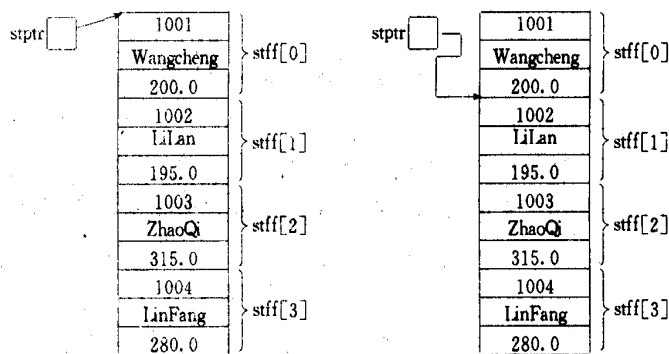 stptr
1001
Wangcheng
200.0
stff[0]
1002
LiLan
195.0
stff[1]
1003
ZhaoQi
315.0
stff[2]
1004
LinFang
280.0
stff[3]
stptr
1001
Wangcheng
200.0
stff[0]
1002
LiLan
195.0
stff[1]
1003
ZhaoQi
315.0
stff[2]
1004
LinFang
280.0
stff[3]